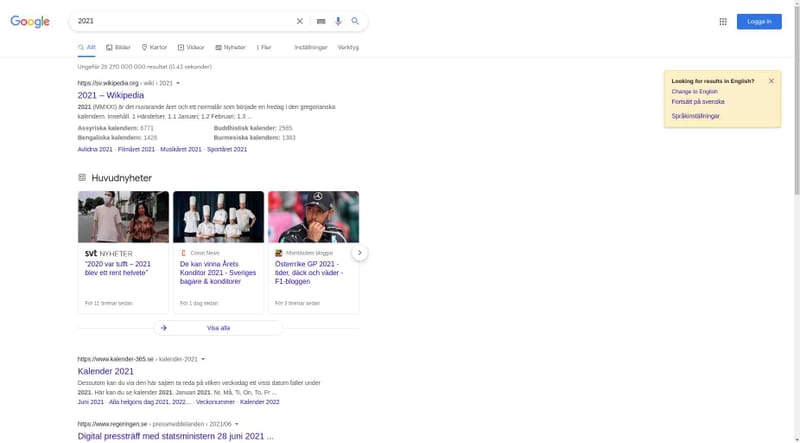 Google
2021
Logga in
Allt
Bilder
Kartor
Videor
Nyheter
Fler
Inställningar
Verktyg
Ungefär 25 270 000 000 resultat (0,43 sekunder)
Looking for results in English?
Change to English
Fortsätt på svenska
Språkinställningar
https://sv.wikipedia.org › wiki › 2021
2021 – Wikipedia
2021 (MMXXI) är det nuvarande året och ett normalår som började en fredag i den gregorianska
kalendern. Innehåll. 1 Händelser. 1.1 Januari; 1.2 Februari; 1.3 ...
Assyriska kalendern: 6771
Buddhistisk kalender: 2565
Bengaliska kalendern: 1428
Burmesiska kalendern: 1383
Avlidna 2021 · Filmåret 2021 · Musikåret 2021 · Sportåret 2021
Huvudnyheter
svt NYHETER
"2020 var tufft – 2021
blev ett rent helvete"
För 11 timmar sedan
News
De kan vinna Årets
Konditor 2021 - Sveriges
bagare & konditorer
För 1 dag sedan
Aftonbladets bloggar
Österrike GP 2021 -
tider, däck och väder -
F1-bloggen
För 3 timmar sedan
Visa alla
https://www.kalender-365.se › kalender-2021
Kalender 2021
Dessutom kan du via den här sajten ta reda på vilken veckodag ett visst datum faller under
2021. Här kan du se kalender 2021. Januari 2021. Nr, Må, Ti, On, To, Fr ...
Juni 2021 · Alla helgons dag 2021, 2022... · Veckonummer · Kalender 2022
https://www.regeringen.se › pressmeddelanden › 2021/06
Digital pressträff med statsministern 28 juni 2021 ...